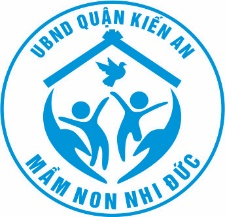 UBND QUẬN KIẾN AN
MẦM NON NHI ĐỨC